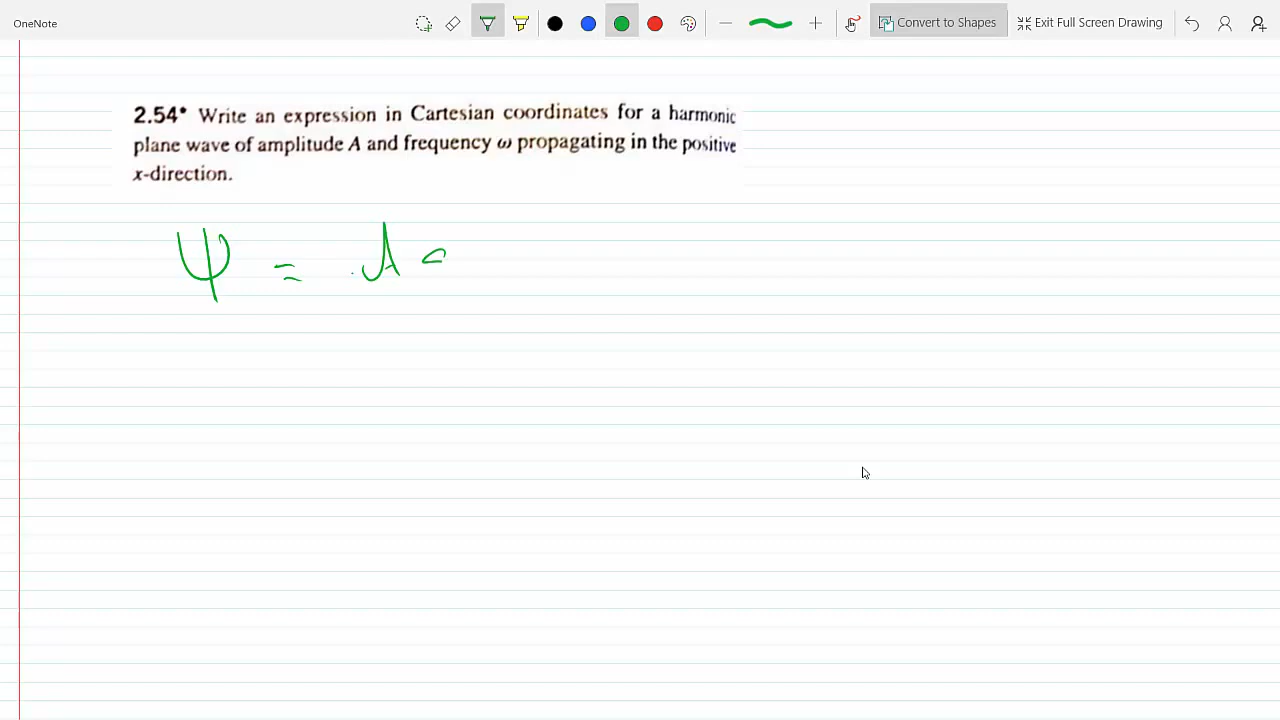 OneNote
Convert to Shapes
Exit Full Screen Drawing
2.54* Write an expression in Cartesian coordinates for a harmonic
plane wave of amplitude A and frequency ω propagating in the positive
x-direction.
Ψ = A